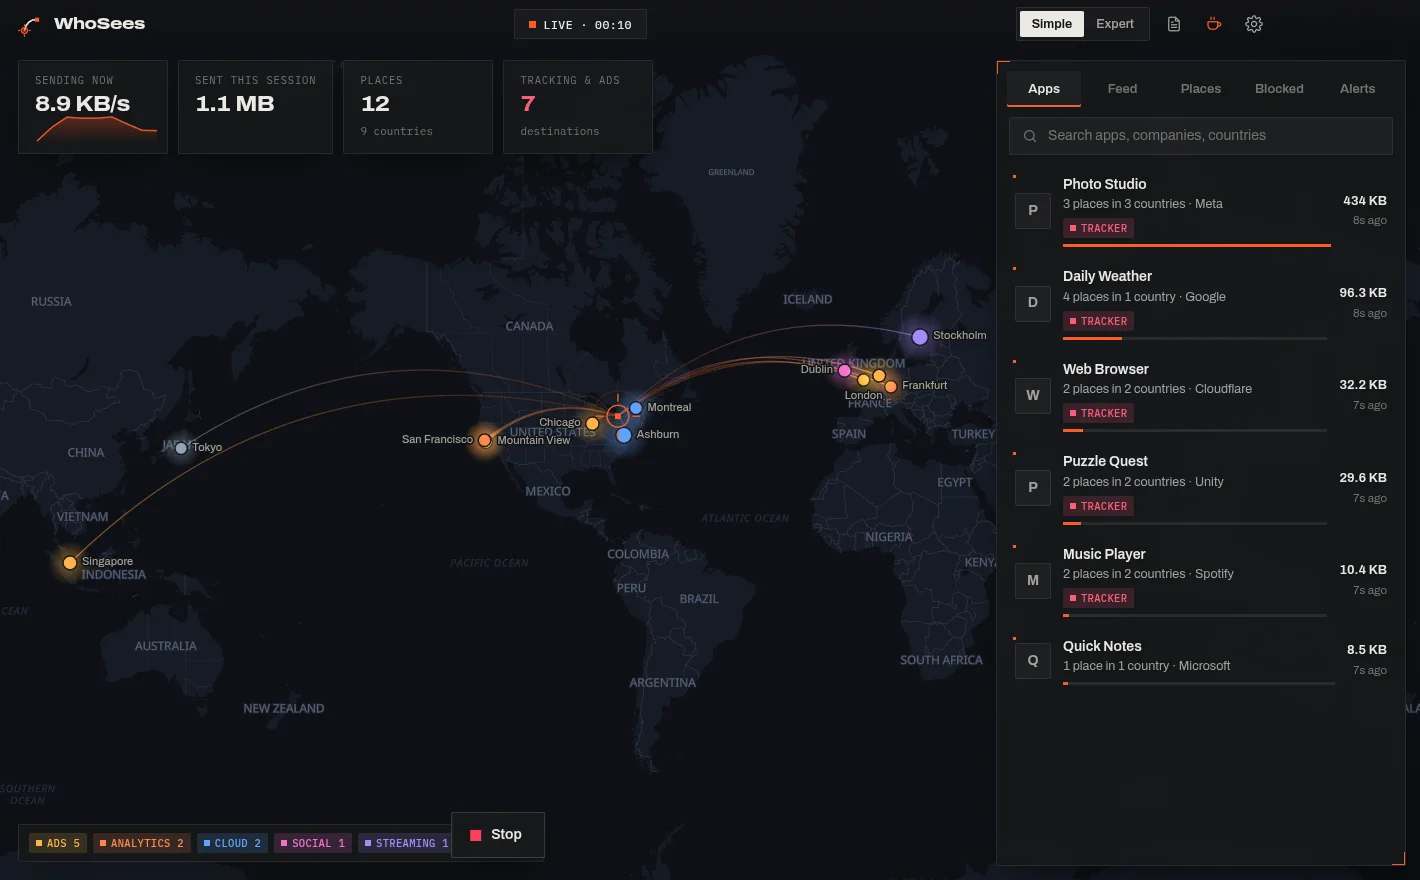 WhoSees
LIVE · 00:10
Simple
Expert
SENDING NOW
8.9 KB/s
SENT THIS SESSION
1.1 MB
PLACES
12
9 countries
TRACKING & ADS
7
destinations
Apps
Feed
Places
Blocked
Alerts
Search apps, companies, countries
P
Photo Studio
3 places in 3 countries · Meta
TRACKER
434 KB
8s ago
D
Daily Weather
4 places in 1 country · Google
TRACKER
96.3 KB
8s ago
W
Web Browser
2 places in 2 countries · Cloudflare
TRACKER
32.2 KB
7s ago
P
Puzzle Quest
2 places in 2 countries · Unity
TRACKER
29.6 KB
7s ago
M
Music Player
2 places in 2 countries · Spotify
TRACKER
10.4 KB
7s ago
Q
Quick Notes
1 place in 1 country · Microsoft
8.5 KB
7s ago
GREENLAND
RUSSIA
ICELAND
CANADA
Stockholm
UNITED KINGDOM
Dublin
Frankfurt
London
FRANCE
Montreal
Chicago
UNITED STATES
Ashburn
San Francisco
Mountain View
SPAIN
TURKEY
Tokyo
CHINA
EGYPT
MEXICO
VIETNAM
ATLANTIC OCEAN
NIGERIA
COLOMBIA
PACIFIC OCEAN
Singapore
INDONESIA
PERU
BRAZIL
AUSTRALIA
SOUTH AFRICA
ARGENTINA
NEW ZEALAND
SOUTHERN
OCEAN
ADS 5
ANALYTICS 2
CLOUD 2
SOCIAL 1
STREAMING 1
Stop